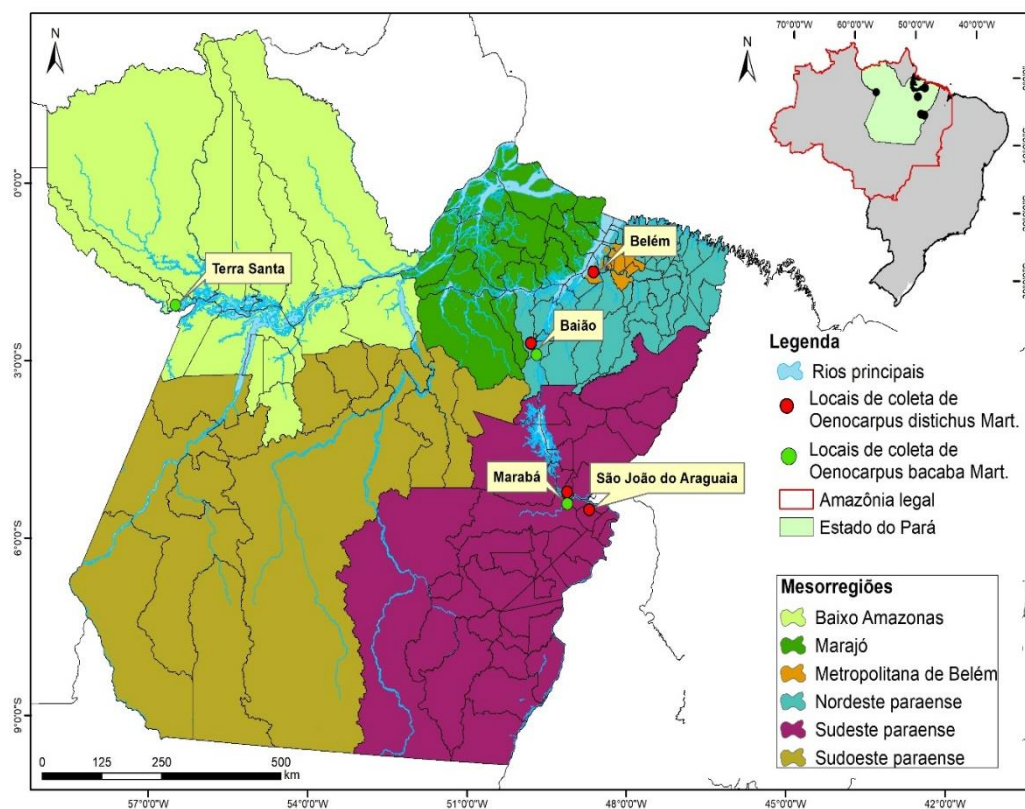 N
0°0'0"
3°0'0"S
6°0'0"S
9°0'0"S
57°0'0"W
54°0'0"W
51°0'0"W
48°0'0"W
45°0'0"W
42°0'0"W
Terra Santa
Belém
Baião
Marabá
São João do Araguaia
0
125
250
500
km
N
70°0'0"W
60°0'0"W
50°0'0"W
40°0'0"W
Legenda
Rios principais
Locais de coleta de
Oenocarpus distichus Mart.
Locais de coleta de
Oenocarpus bacaba Mart.
Amazônia legal
Estado do Pará
Mesorregiões
Baixo Amazonas
Marajó
Metropolitana de Belém
Nordeste paraense
Sudeste paraense
Sudoeste paraense